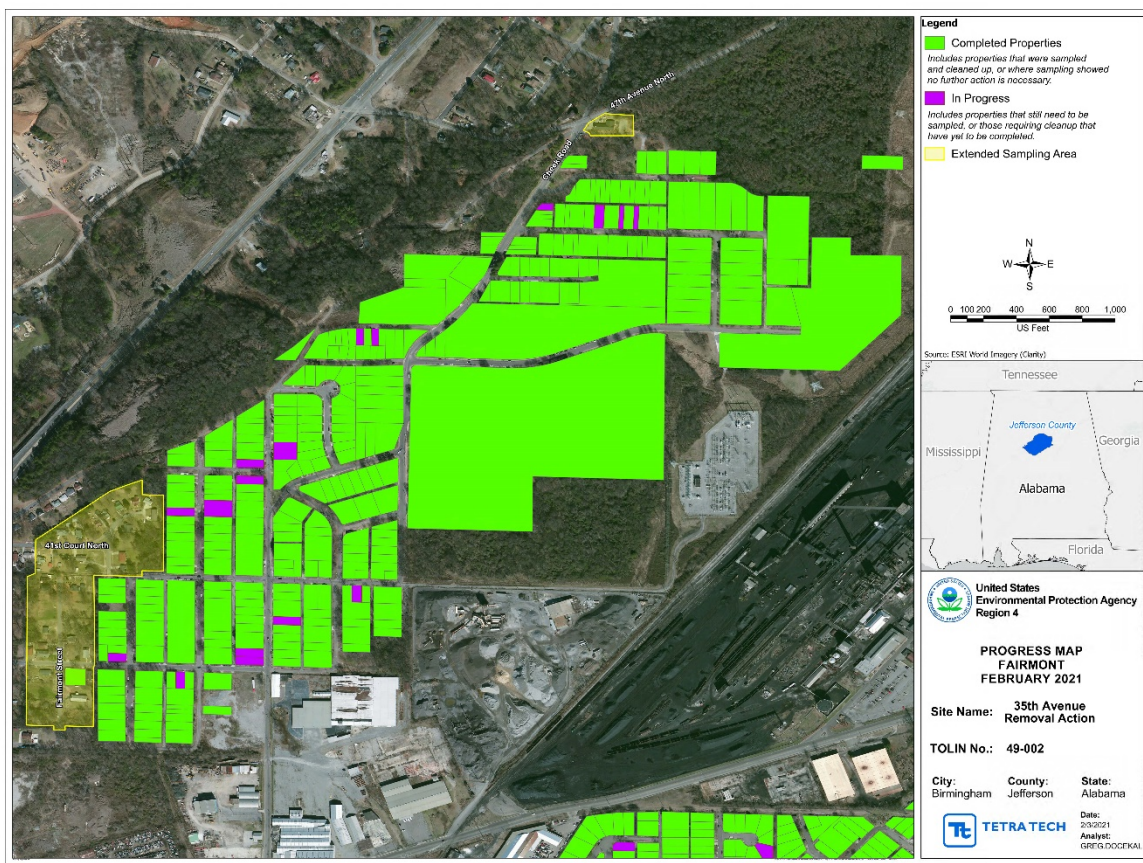 47th Avenue North
Shuttlesworth
41st Court North
Fairmont Street
Legend
Completed Properties
Includes properties that were sampled
and cleaned up, or where sampling showed
no further action is necessary.
In Progress
Includes properties that still need to be
sampled, or those requiring cleanup that
have yet to be completed.
Extended Sampling Area
N
W E
S
0 100 200 400 600 800 1,000
US Feet
Source: ESRI World Imagery (Clarity)
Tennessee
Jefferson County
Mississippi
Georgia
Alabama
Florida
United States
Environmental Protection Agency
Region 4
PROGRESS MAP
FAIRMONT
FEBRUARY 2021
Site Name: 35th Avenue
Removal Action
TOLIN No.: 49-002
City: County: State:
Birmingham Jefferson Alabama
Tt TETRA TECH
Date:
2/3/2021
Analyst:
GREG.DOCEKAL